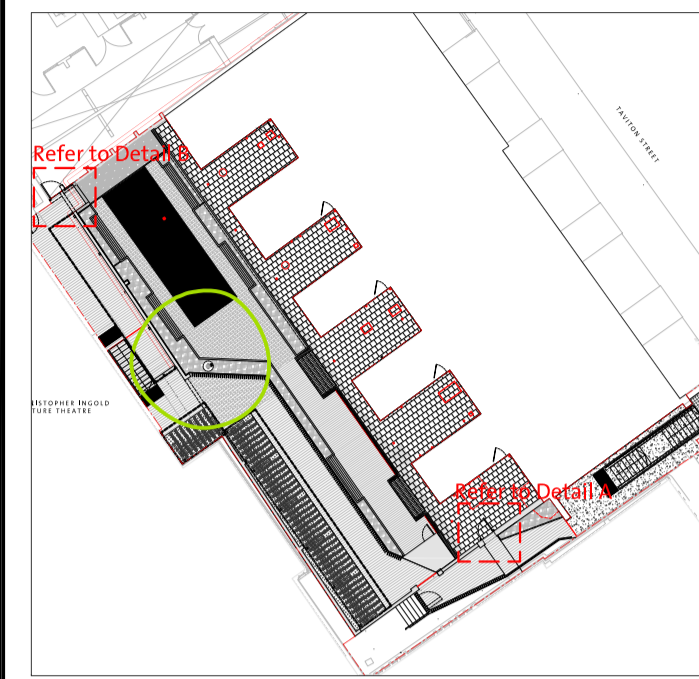 TAVITON STREET
Refer to Detail B
ISTOPHER INGOLD
TURE THEATRE
Refer to Detail A